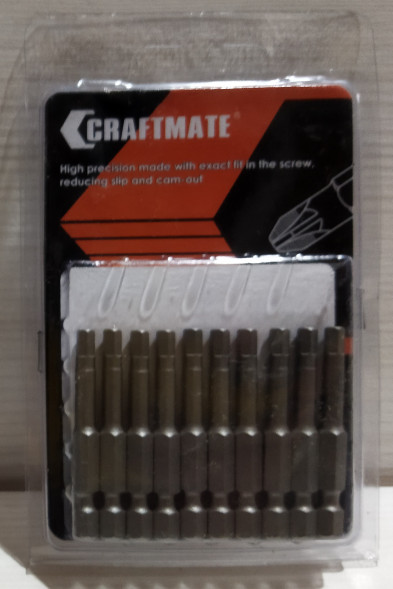 CRAFTMATE®
High precision made with exact fit in the screw,
reducing slip and cam-out